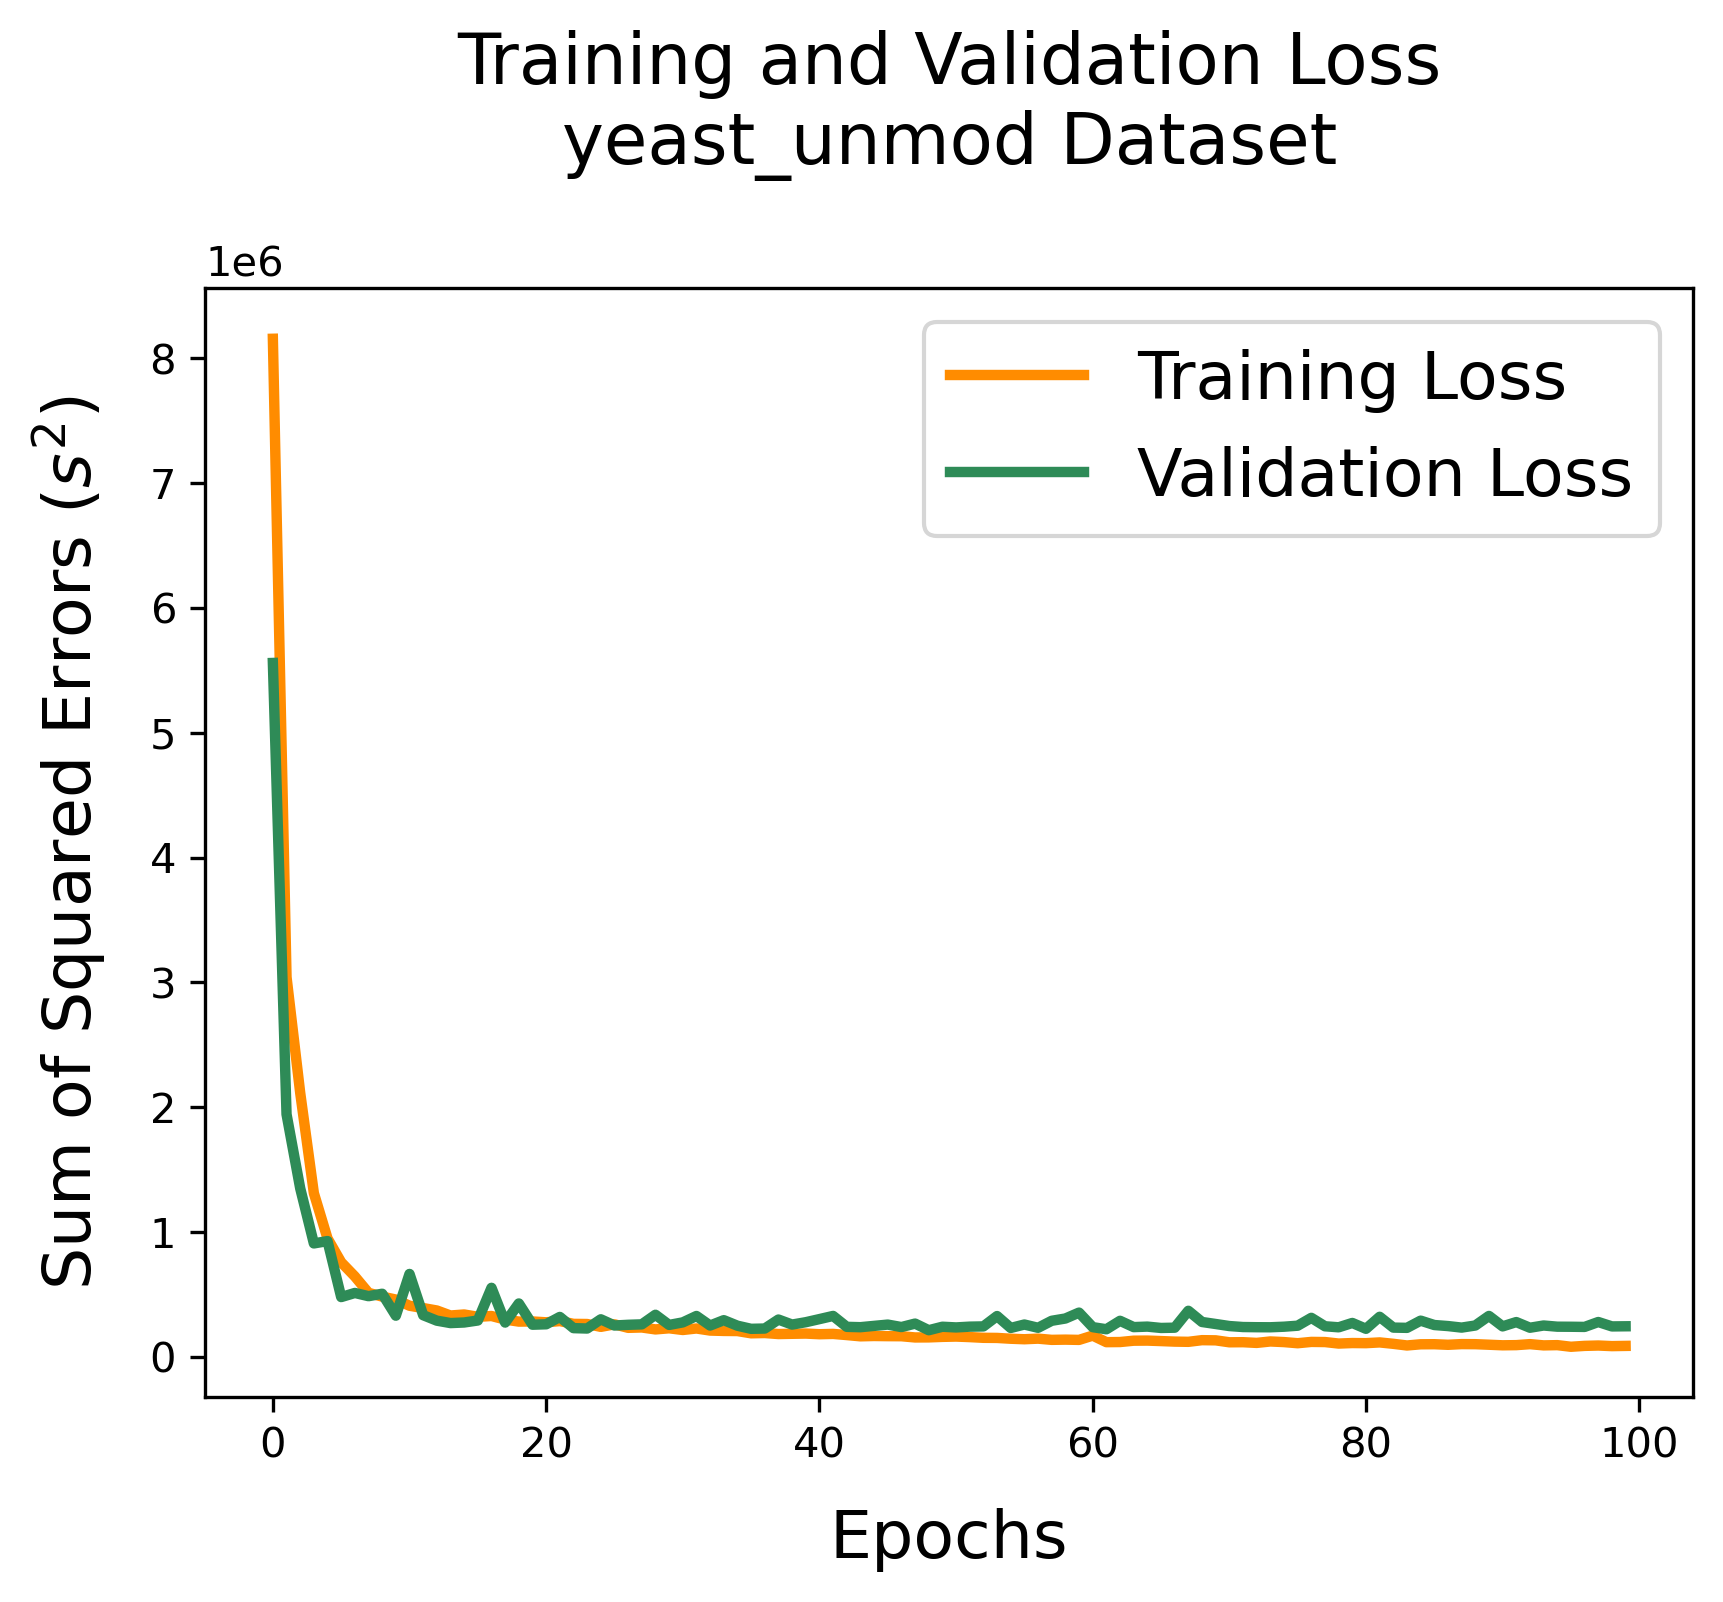 Training and Validation Loss
yeast_unmod Dataset
1e6
Training Loss
Validation Loss
8
7
6
5
4
3
2
1
0
Sum of Squared Errors (s²)
0 20 40 60 80 100
Epochs